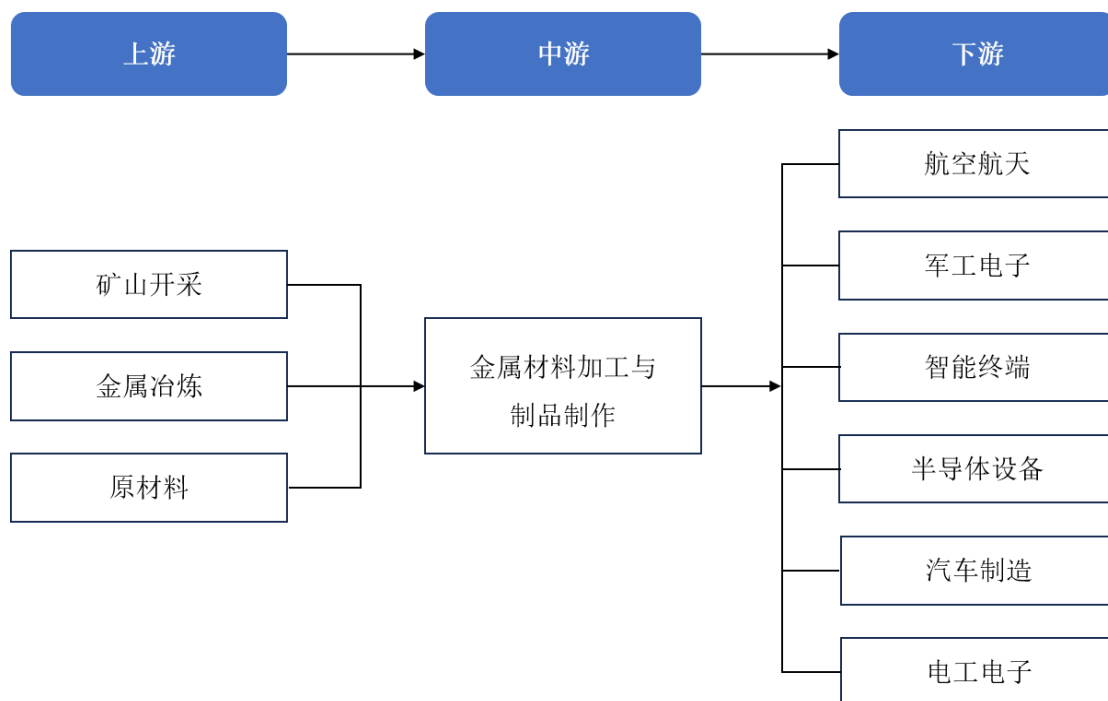 上游
中游
下游
矿山开采
金属冶炼
原材料
金属材料加工与
制品制作
航空航天
军工电子
智能终端
半导体设备
汽车制造
电工电子